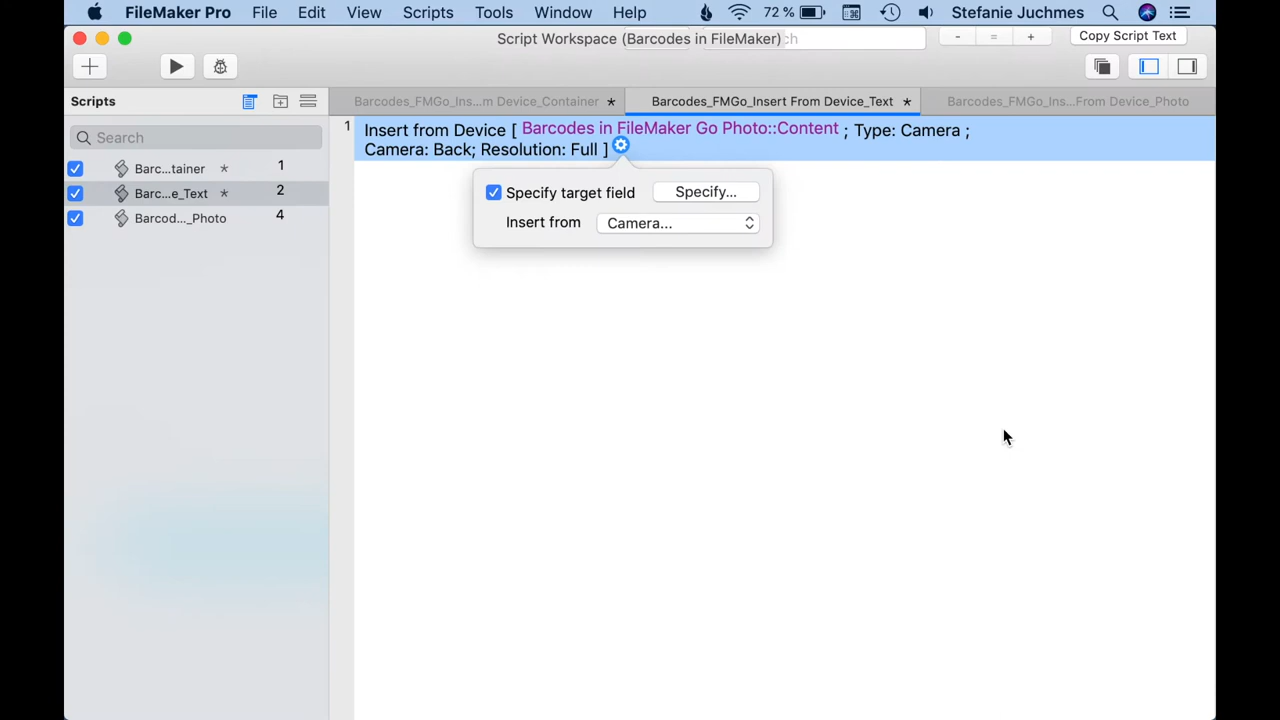 FileMaker Pro File Edit View Scripts Tools Window Help 72 % Stefanie Juchmes
Script Workspace (Barcodes in FileMaker) ch - = + Copy Script Text
Scripts
Barcodes_FMGo_Ins...m Device_Container * Barcodes_FMGo_Insert From Device_Text * Barcodes_FMGo_Ins...From Device_Photo
Search
Barc...tainer * 1
Barc...e_Text * 2
Barcod..._Photo 4
1 Insert from Device [ Barcodes in FileMaker Go Photo::Content ; Type: Camera ;
Camera: Back; Resolution: Full ]
Specify target field Specify...
Insert from Camera...